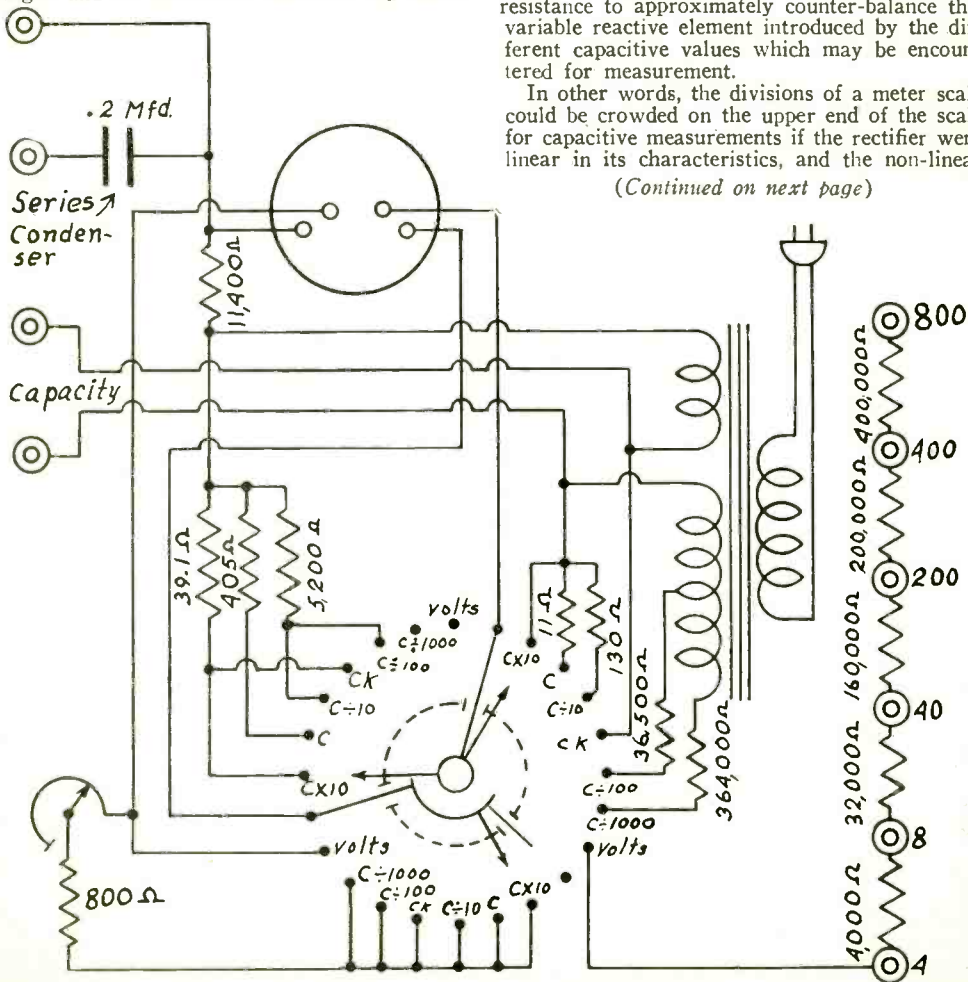 resistance to approximately counter-balance th
variable reactive element introduced by the di
ferent capacitive values which may be encoun
tered for measurement.
In other words, the divisions of a meter sca
could be crowded on the upper end of the sca
for capacitive measurements if the rectifier wer
linear in its characteristics, and the non-linea
(Continued on next page)
.2 Mfd.
Series
Conden-
ser
11,400Ω
Capacity
39.1Ω
405Ω
5,200Ω
volts
C÷1000
C÷100
CK
C÷10
C
CX10
volts
C÷1000
C÷100
CK
C÷10
C
CX10
CX10
C
C÷10
CK
C÷100
C÷1000
volts
11Ω
130Ω
36,500Ω
364,000Ω
800Ω
800
400,000Ω
400
200,000Ω
200
160,000Ω
40
32,000Ω
8
4,000Ω
4